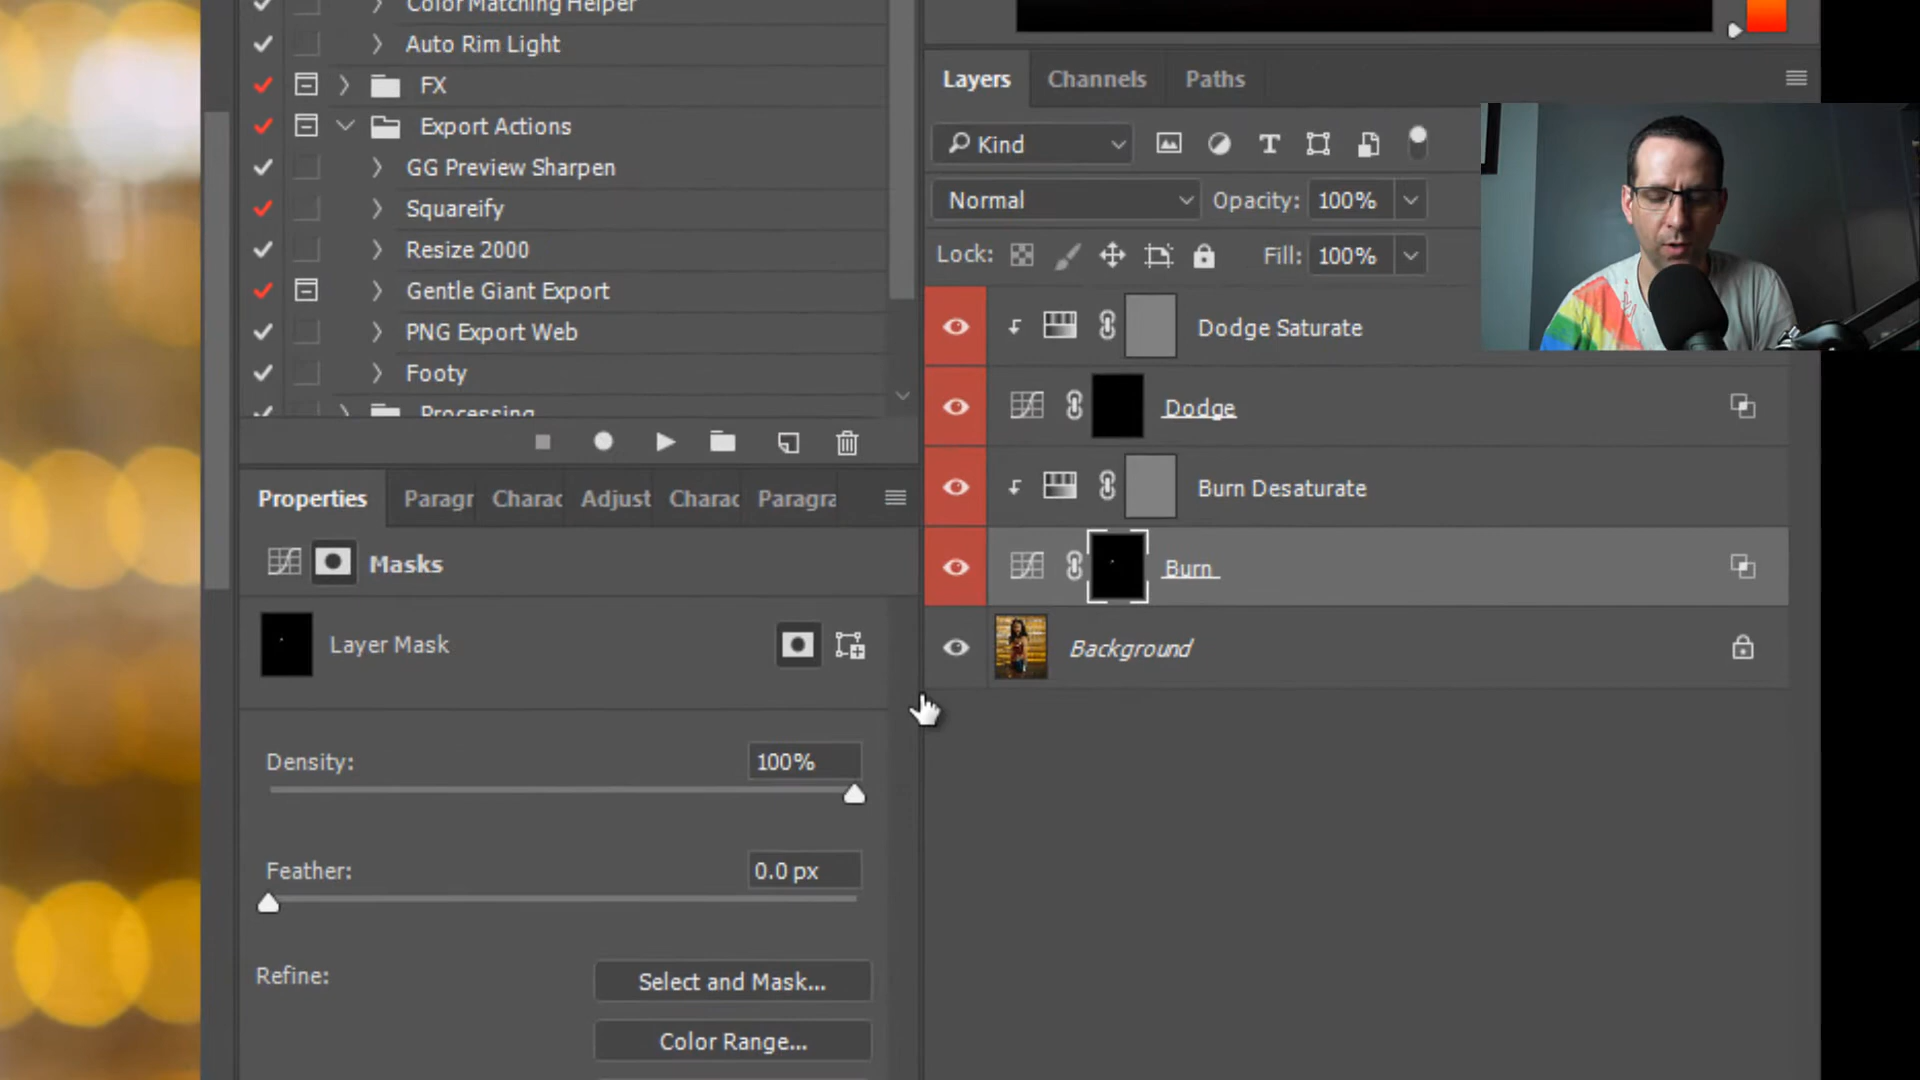 Color Matching Helper
Auto Rim Light
FX
Export Actions
GG Preview Sharpen
Squareify
Resize 2000
Gentle Giant Export
PNG Export Web
Footy
Processing
Properties Paragr Charac Adjust Charac Paragra
Masks
Layer Mask
Density: 100%
Feather: 0.0 px
Refine: Select and Mask...
Color Range...
Layers Channels Paths
Kind
Normal Opacity: 100%
Lock: Fill: 100%
Dodge Saturate
Dodge
Burn Desaturate
Burn
Background